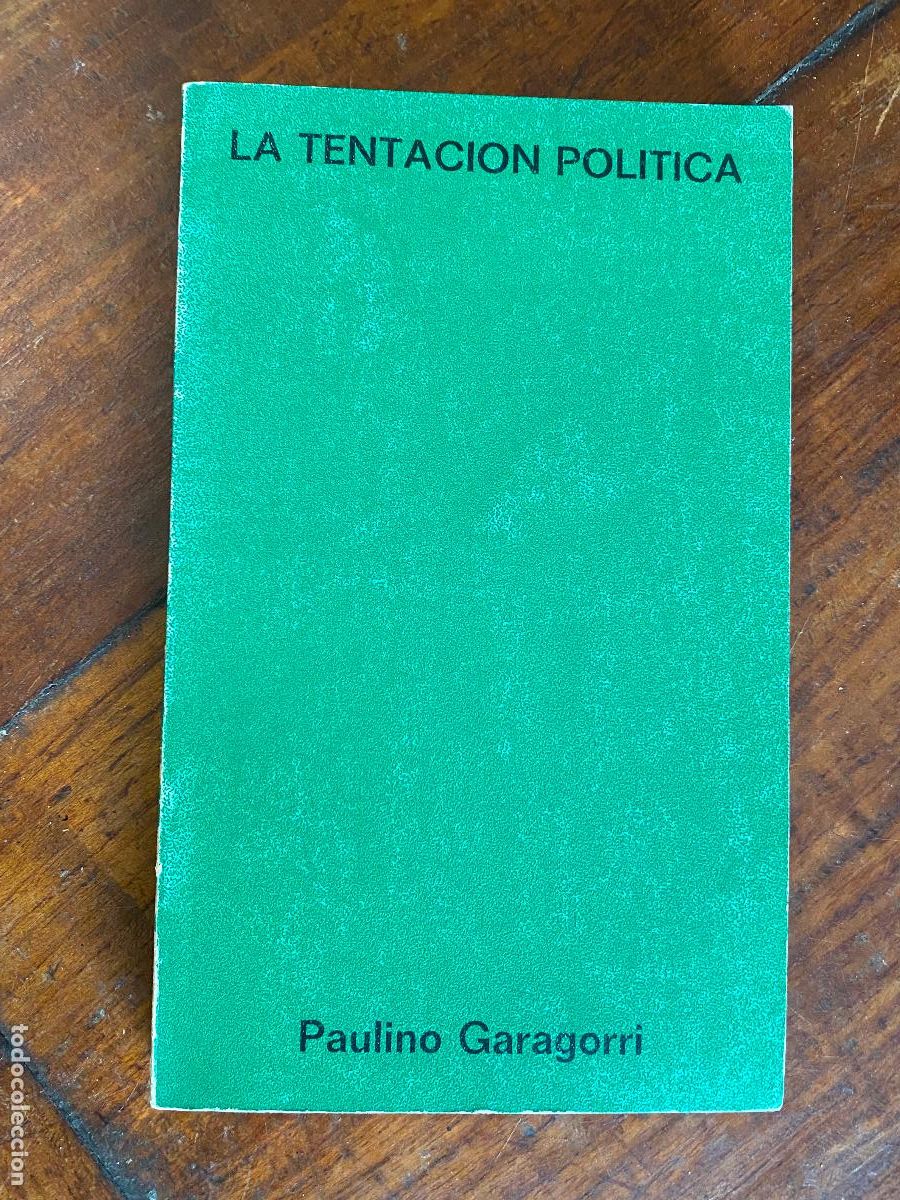 LA TENTACION POLITICA
Paulino Garagorri
todocoleccion